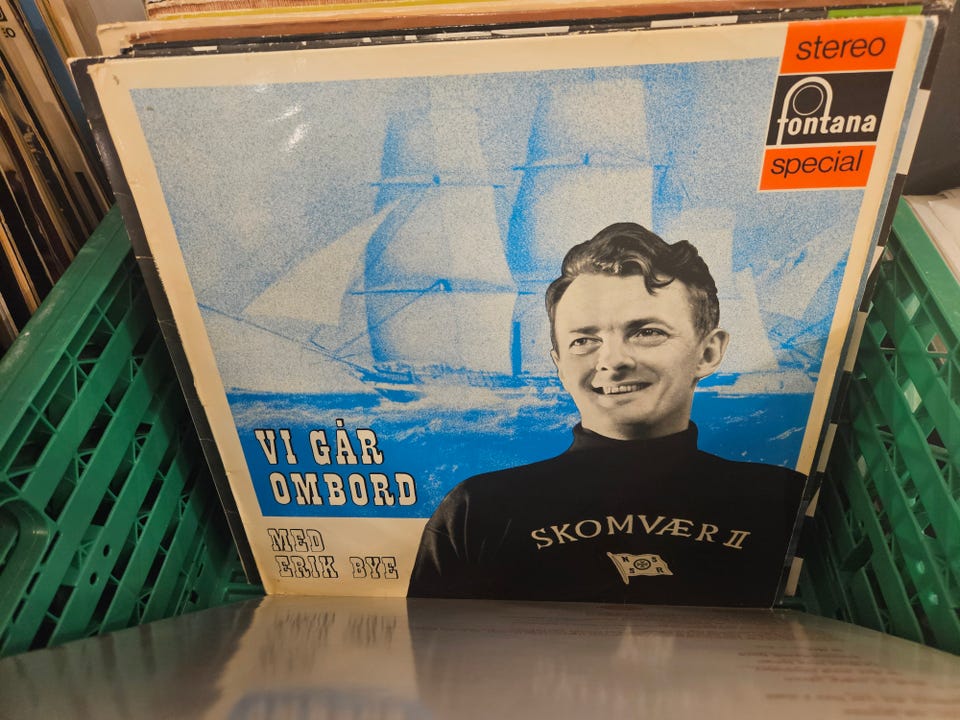 stereo
fontana
special
VI GÅR
OMBORD
MED
ERIK BYE
SKOMVÆR II
N S
S R